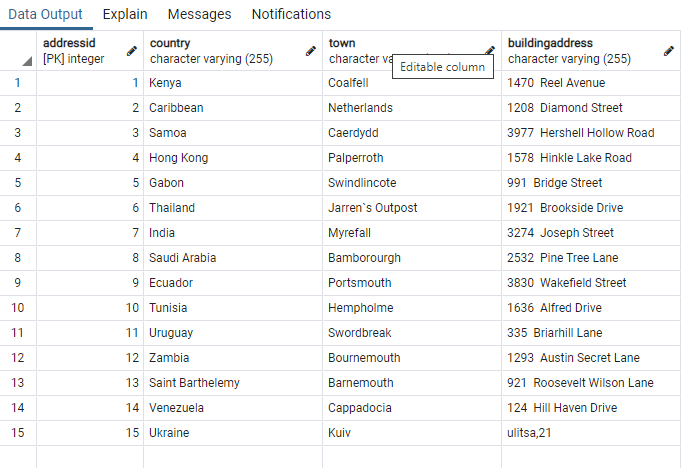 Data Output Explain Messages Notifications
addressid country town buildingaddress
[PK] integer character varying (255) character va character varying (255)
Editable column
1 1 Kenya Coalfell 1470 Reel Avenue
2 2 Caribbean Netherlands 1208 Diamond Street
3 3 Samoa Caerdydd 3977 Hershell Hollow Road
4 4 Hong Kong Palperroth 1578 Hinkle Lake Road
5 5 Gabon Swindlincote 991 Bridge Street
6 6 Thailand Jarren`s Outpost 1921 Brookside Drive
7 7 India Myrefall 3274 Joseph Street
8 8 Saudi Arabia Bamborourgh 2532 Pine Tree Lane
9 9 Ecuador Portsmouth 3830 Wakefield Street
10 10 Tunisia Hempholme 1636 Alfred Drive
11 11 Uruguay Swordbreak 335 Briarhill Lane
12 12 Zambia Bournemouth 1293 Austin Secret Lane
13 13 Saint Barthelemy Barnemouth 921 Roosevelt Wilson Lane
14 14 Venezuela Cappadocia 124 Hill Haven Drive
15 15 Ukraine Kuiv ulitsa,21